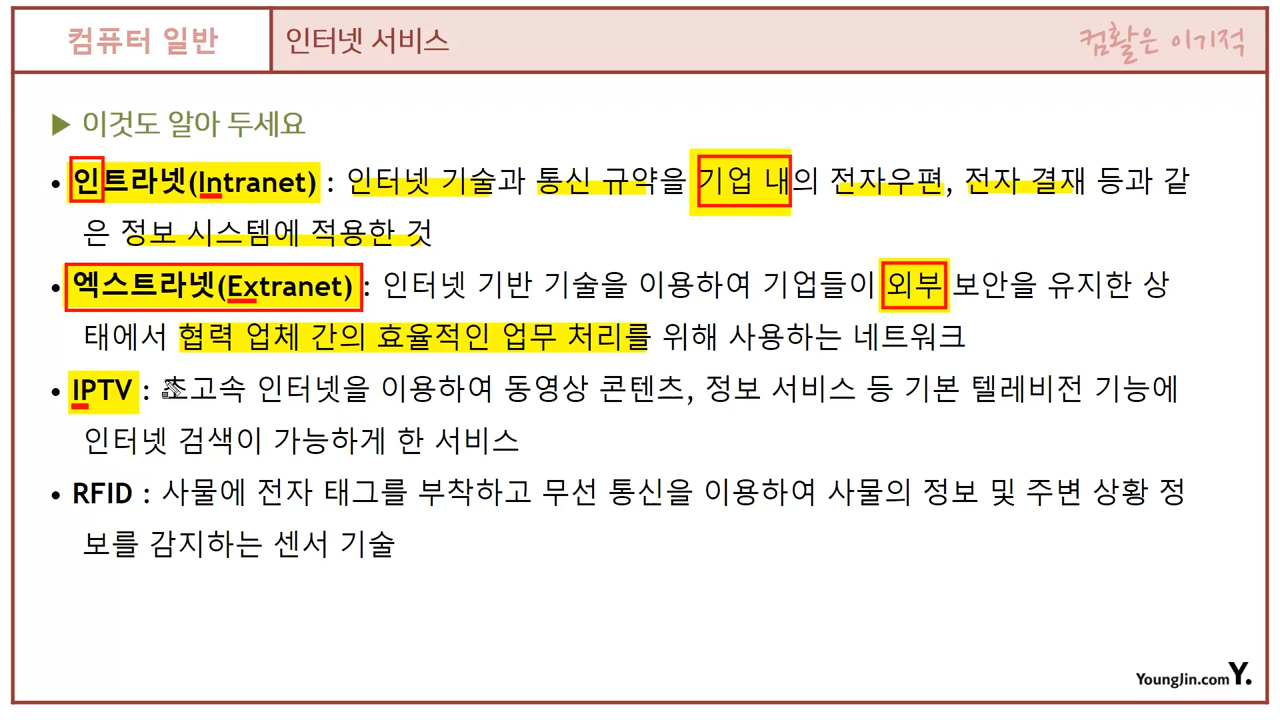 컴퓨터 일반
인터넷 서비스
컴활은 이기적
▶ 이것도 알아 두세요
• 인트라넷(Intranet) : 인터넷 기술과 통신 규약을 기업 내의 전자우편, 전자 결재 등과 같
은 정보 시스템에 적용한 것
• 엑스트라넷(Extranet) : 인터넷 기반 기술을 이용하여 기업들이 외부 보안을 유지한 상
태에서 협력 업체 간의 효율적인 업무 처리를 위해 사용하는 네트워크
• IPTV : 초고속 인터넷을 이용하여 동영상 콘텐츠, 정보 서비스 등 기본 텔레비전 기능에
인터넷 검색이 가능하게 한 서비스
• RFID : 사물에 전자 태그를 부착하고 무선 통신을 이용하여 사물의 정보 및 주변 상황 정
보를 감지하는 센서 기술
YoungJin.com Y.